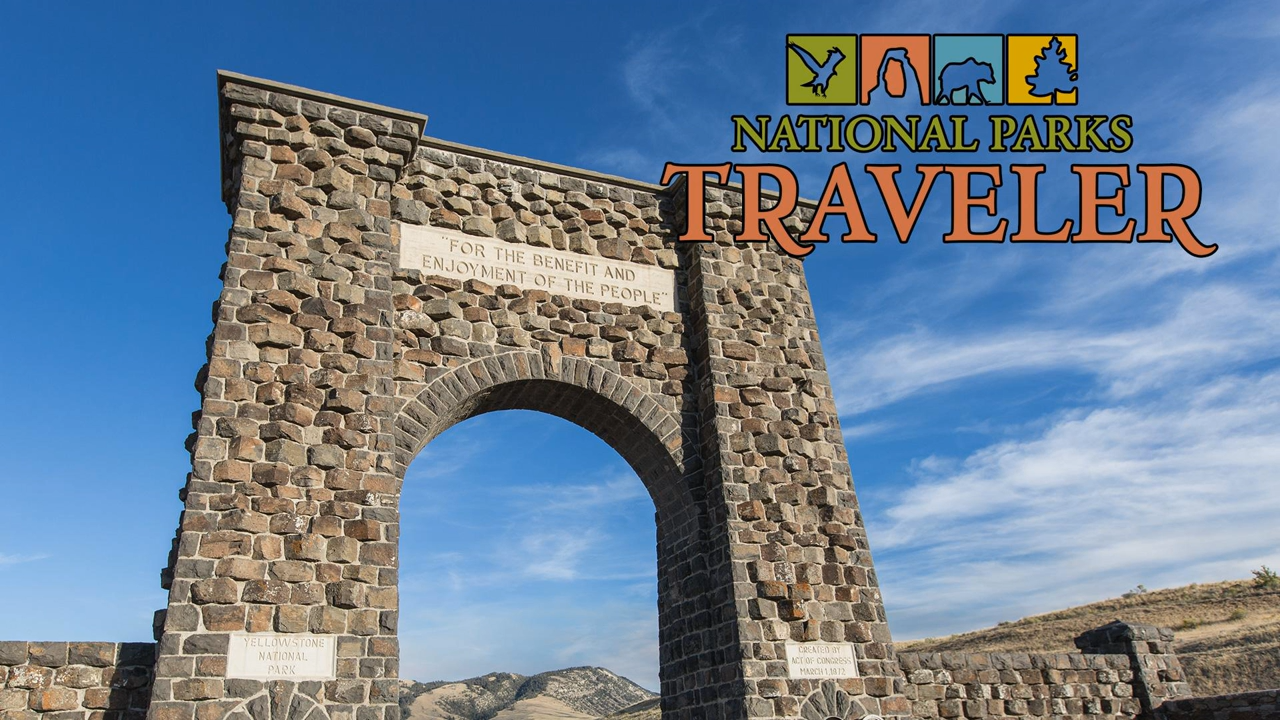 NATIONAL PARKS
TRAVELER
"FOR THE BENEFIT AND
ENJOYMENT OF THE PEOPLE"
YELLOWSTONE
NATIONAL
PARK
CREATED BY
ACT OF CONGRESS
MARCH 1, 1872